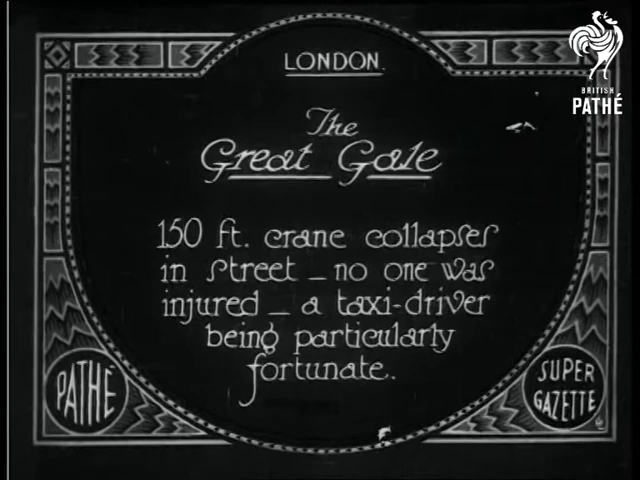 LONDON.
BRITISH
PATHÉ
The
Great Gale
150 ft. crane collapses
in street _ no one was
injured _ a taxi-driver
being particularly
fortunate.
PATHÉ
SUPER
GAZETTE